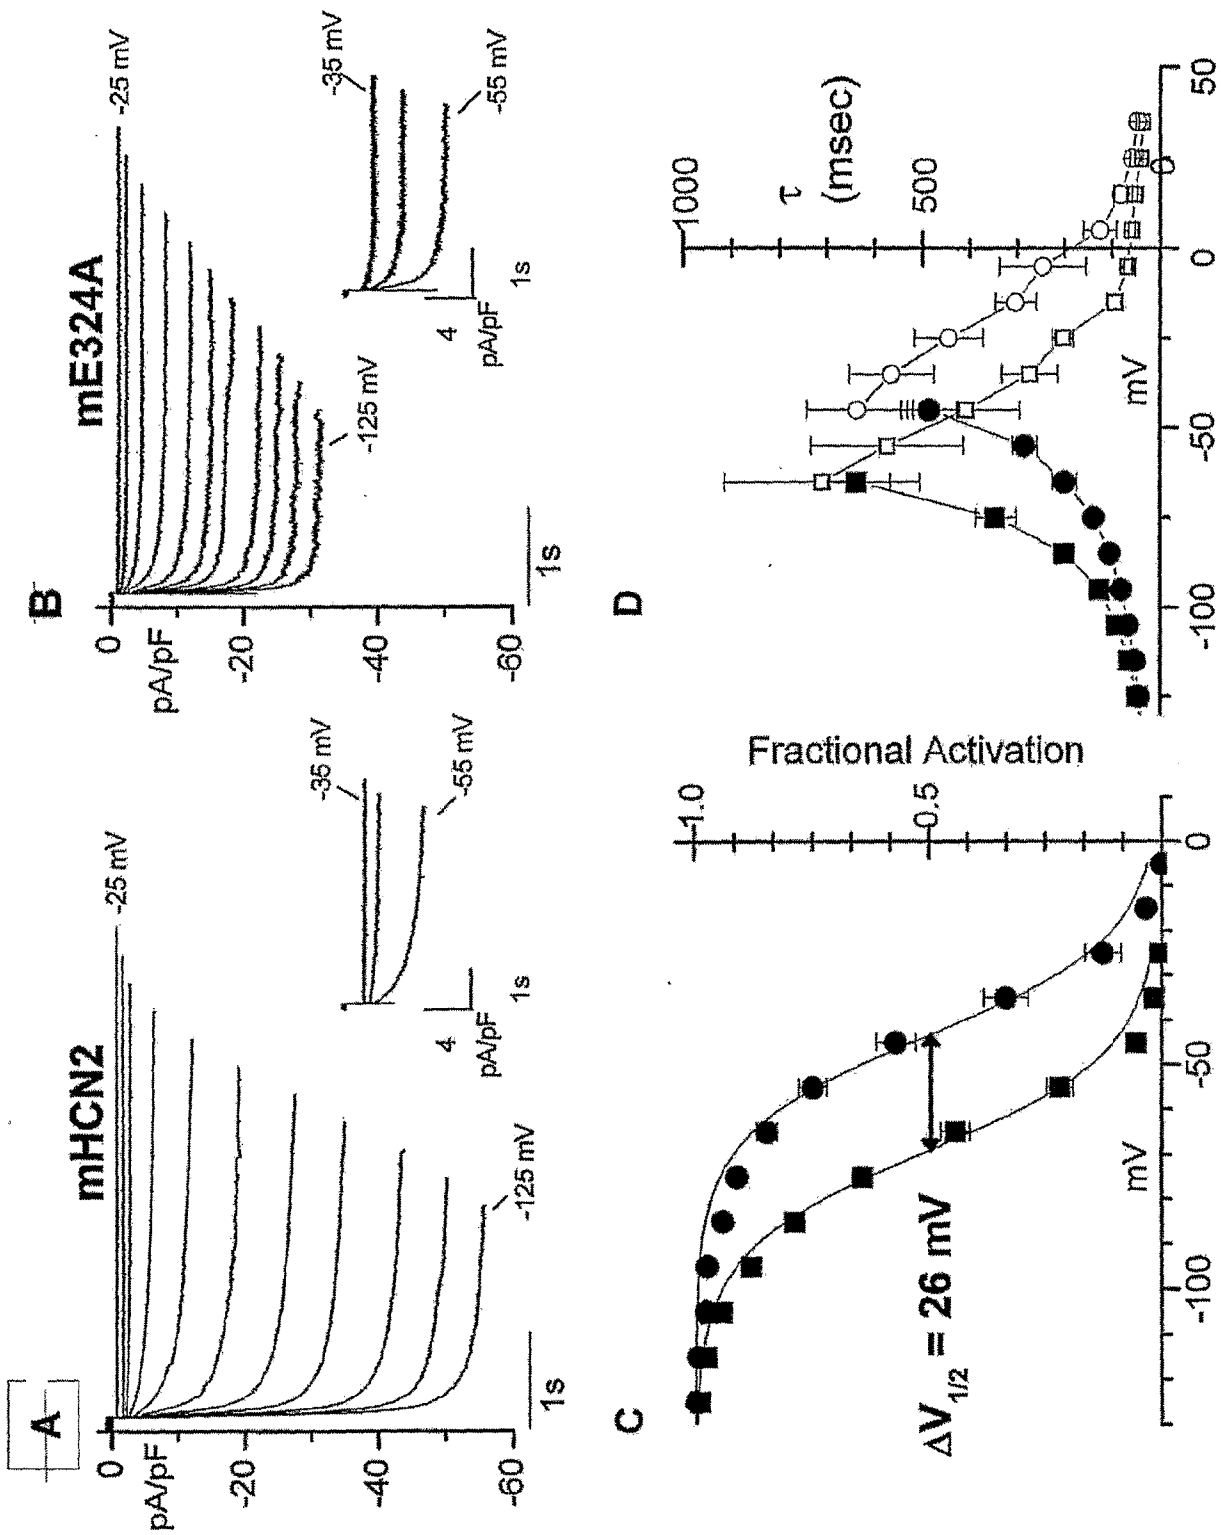 A
mHCN2
0
-20
-40
-60
pA/pF
-25 mV
-125 mV
1s
-35 mV
-55 mV
4
pA/pF
1s
B
mE324A
0
-20
-40
-60
pA/pF
-25 mV
-125 mV
1s
-35 mV
-55 mV
4
pA/pF
1s
C
Fractional Activation
1.0
0.5
ΔV1/2 = 26 mV
-100
-50
0
mV
D
1000
500
0
τ
(msec)
-100
-50
0
50
mV